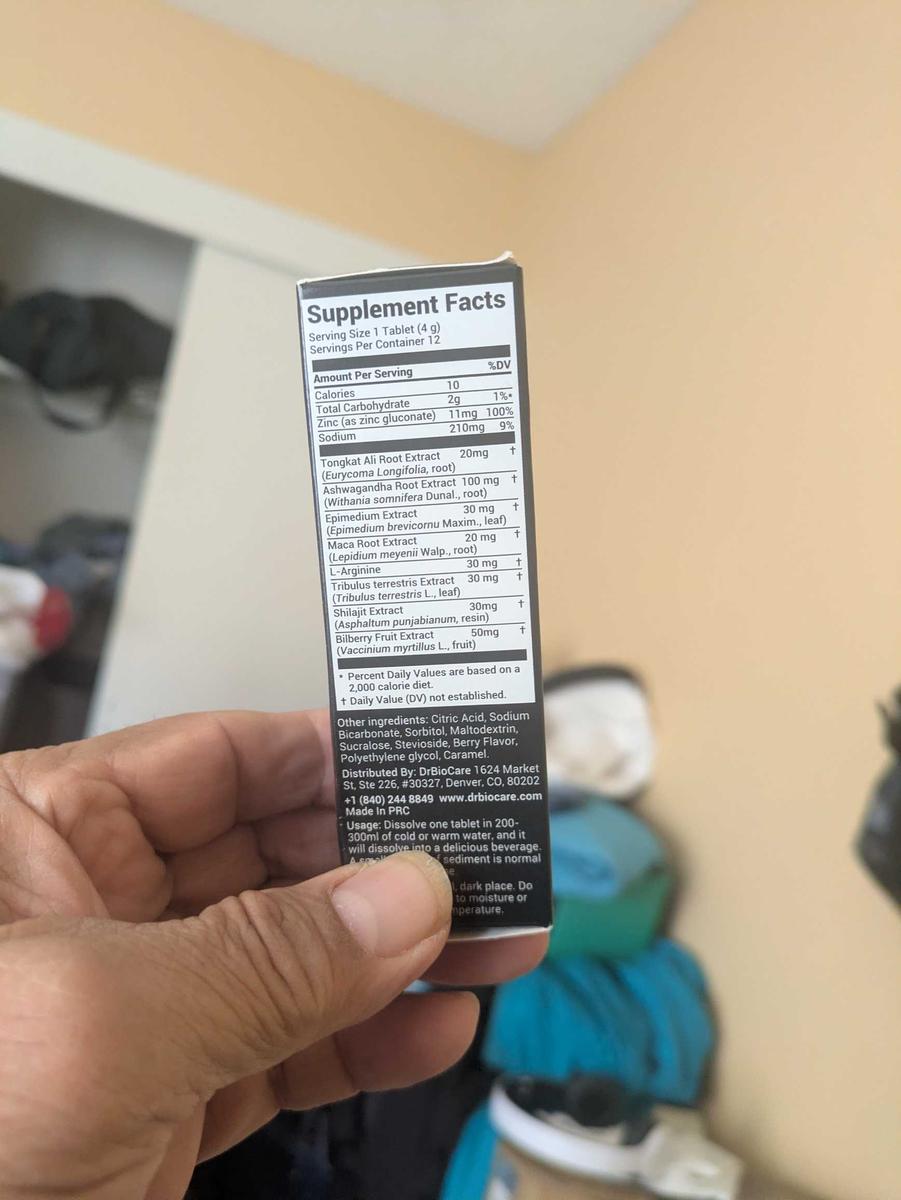 Supplement Facts
Serving Size 1 Tablet (4 g)
Servings Per Container 12
Amount Per Serving %DV
Calories 10
Total Carbohydrate 2g 1%*
Zinc (as zinc gluconate) 11mg 100%
Sodium 210mg 9%
Tongkat Ali Root Extract 20mg †
(Eurycoma Longifolia, root)
Ashwagandha Root Extract 100 mg †
(Withania somnifera Dunal., root)
Epimedium Extract 30 mg †
(Epimedium brevicornu Maxim., leaf)
Maca Root Extract 20 mg †
(Lepidium meyenii Walp., root)
L-Arginine 30 mg †
Tribulus terrestris Extract 30 mg †
(Tribulus terrestris L., leaf)
Shilajit Extract 30mg †
(Asphaltum punjabianum, resin)
Bilberry Fruit Extract 50mg †
(Vaccinium myrtillus L., fruit)
* Percent Daily Values are based on a
2,000 calorie diet.
† Daily Value (DV) not established.
Other ingredients: Citric Acid, Sodium
Bicarbonate, Sorbitol, Maltodextrin,
Sucralose, Stevioside, Berry Flavor,
Polyethylene glycol, Caramel.
Distributed By: DrBioCare 1624 Market
St, Ste 226, #30327, Denver, CO, 80202
+1 (840) 244 8849 www.drbiocare.com
Made In PRC
Usage: Dissolve one tablet in 200-
300ml of cold or warm water, and it
will dissolve into a delicious beverage.
A small sediment is normal
dark place. Do
to moisture or